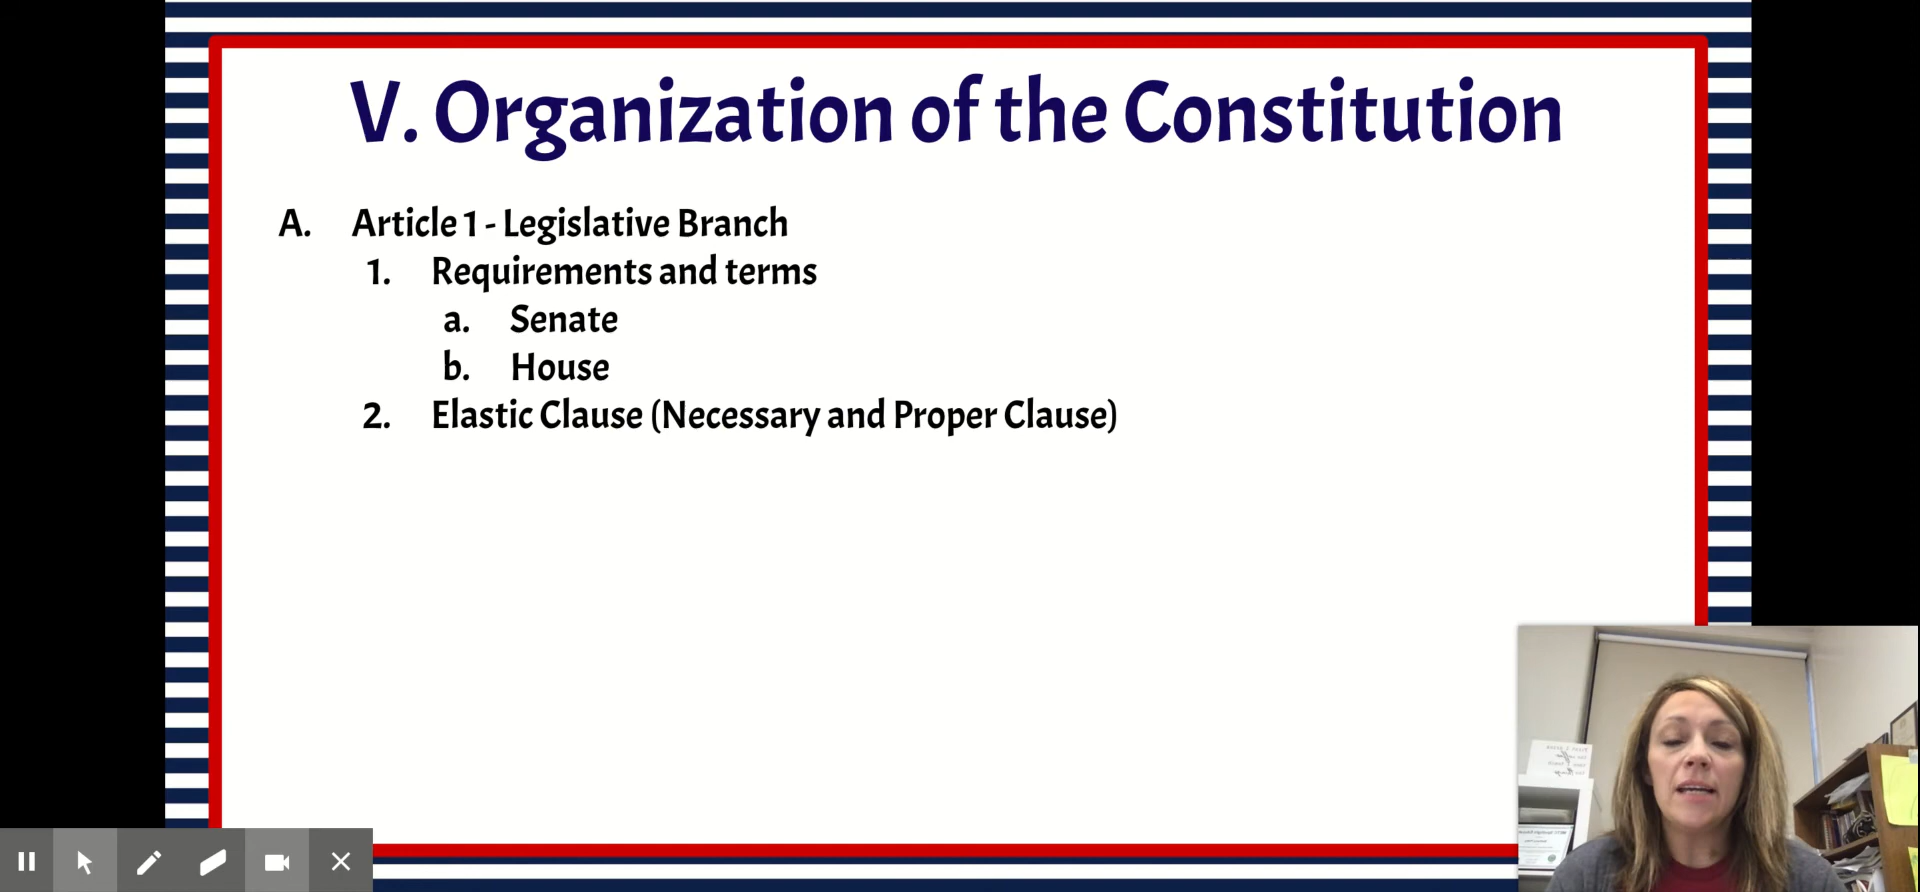 V. Organization of the Constitution
A. Article 1 - Legislative Branch
1. Requirements and terms
a. Senate
b. House
2. Elastic Clause (Necessary and Proper Clause)